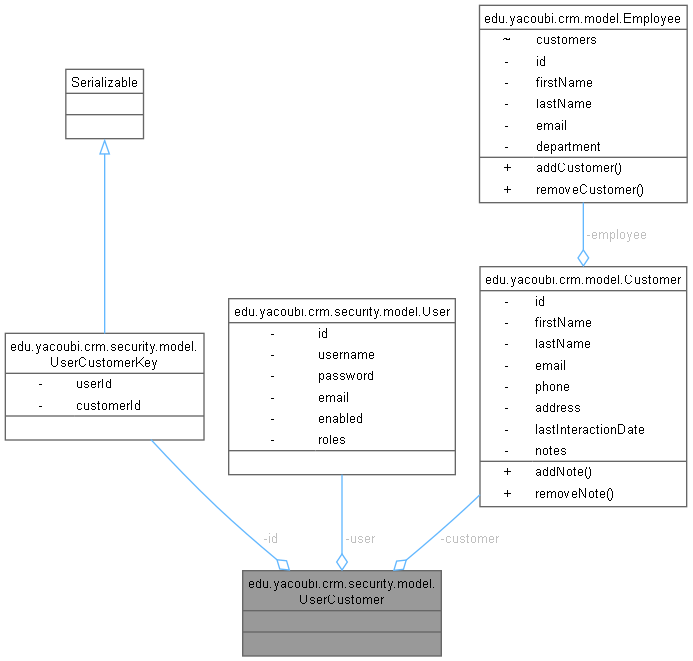 edu.yacoubi.crm.model.Employee
~ customers
- id
- firstName
- lastName
- email
- department
+ addCustomer()
+ removeCustomer()
Serializable
-employee
edu.yacoubi.crm.model.Customer
- id
- firstName
- lastName
- email
- phone
- address
- lastInteractionDate
- notes
+ addNote()
+ removeNote()
edu.yacoubi.crm.security.model.User
- id
- username
- password
- email
- enabled
- roles
edu.yacoubi.crm.security.model.
UserCustomerKey
- userId
- customerId
-id
-user
-customer
edu.yacoubi.crm.security.model.
UserCustomer